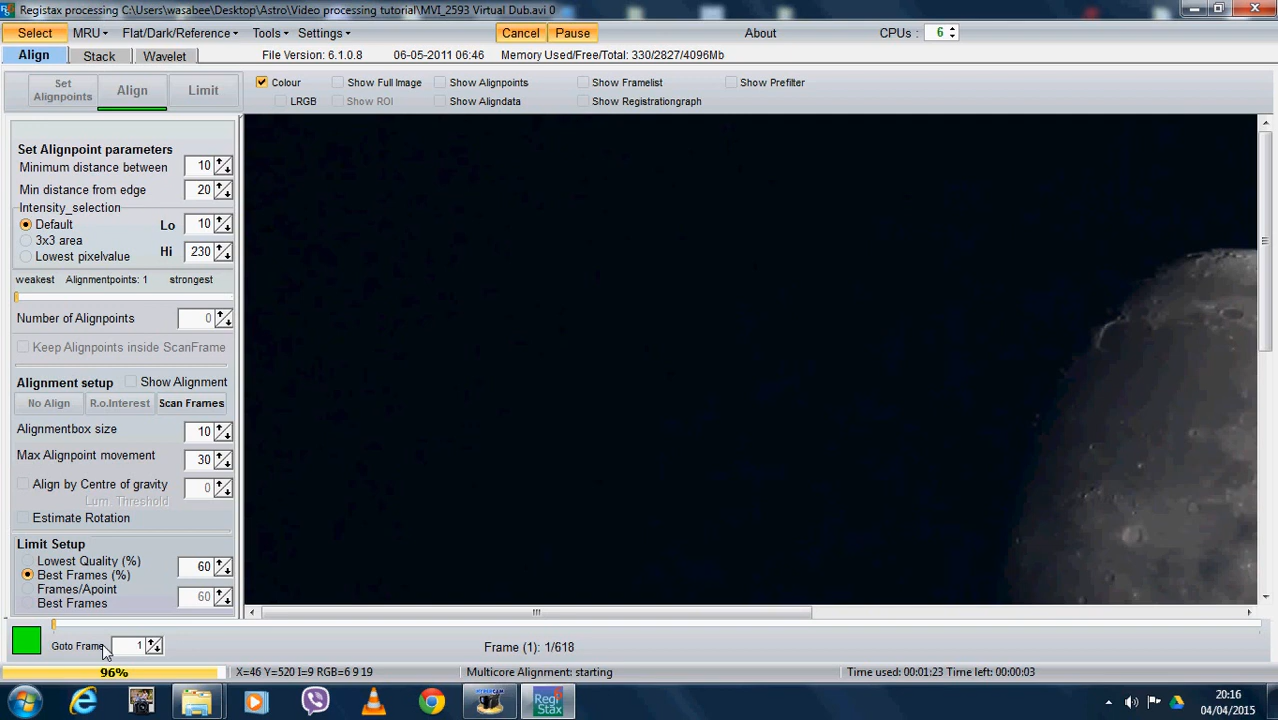 Registax processing C:\Users\wasabee\Desktop\Astro\Video processing tutorial\MVI_2593 Virtual Dub.avi 0
Select MRU Flat/Dark/Reference Tools Settings Cancel Pause About CPUs : 6
Align Stack Wavelet File Version: 6.1.0.8 06-05-2011 06:46 Memory Used/Free/Total: 330/2827/4096Mb
Set Alignpoints Align Limit
Colour Show Full Image Show Alignpoints Show Framelist Show Prefilter
LRGB Show ROI Show Aligndata Show Registrationgraph
Set Alignpoint parameters
Minimum distance between 10
Min distance from edge 20
Intensity_selection
Default Lo 10
3x3 area
Hi 230
Lowest pixelvalue
weakest Alignmentpoints: 1 strongest
Number of Alignpoints 0
Keep Alignpoints inside ScanFrame
Alignment setup Show Alignment
No Align R.o.Interest Scan Frames
Alignmentbox size 10
Max Alignpoint movement 30
Align by Centre of gravity 0
Lum. Threshold
Estimate Rotation
Limit Setup
Lowest Quality (%)
60
Best Frames (%)
Frames/Apoint
60
Best Frames
Goto Frame 1 Frame (1): 1/618
96% X=46 Y=520 I=9 RGB=6 9 19 Multicore Alignment: starting Time used: 00:01:23 Time left: 00:00:03
HYPERCAM
REGI STAX
20:16
04/04/2015